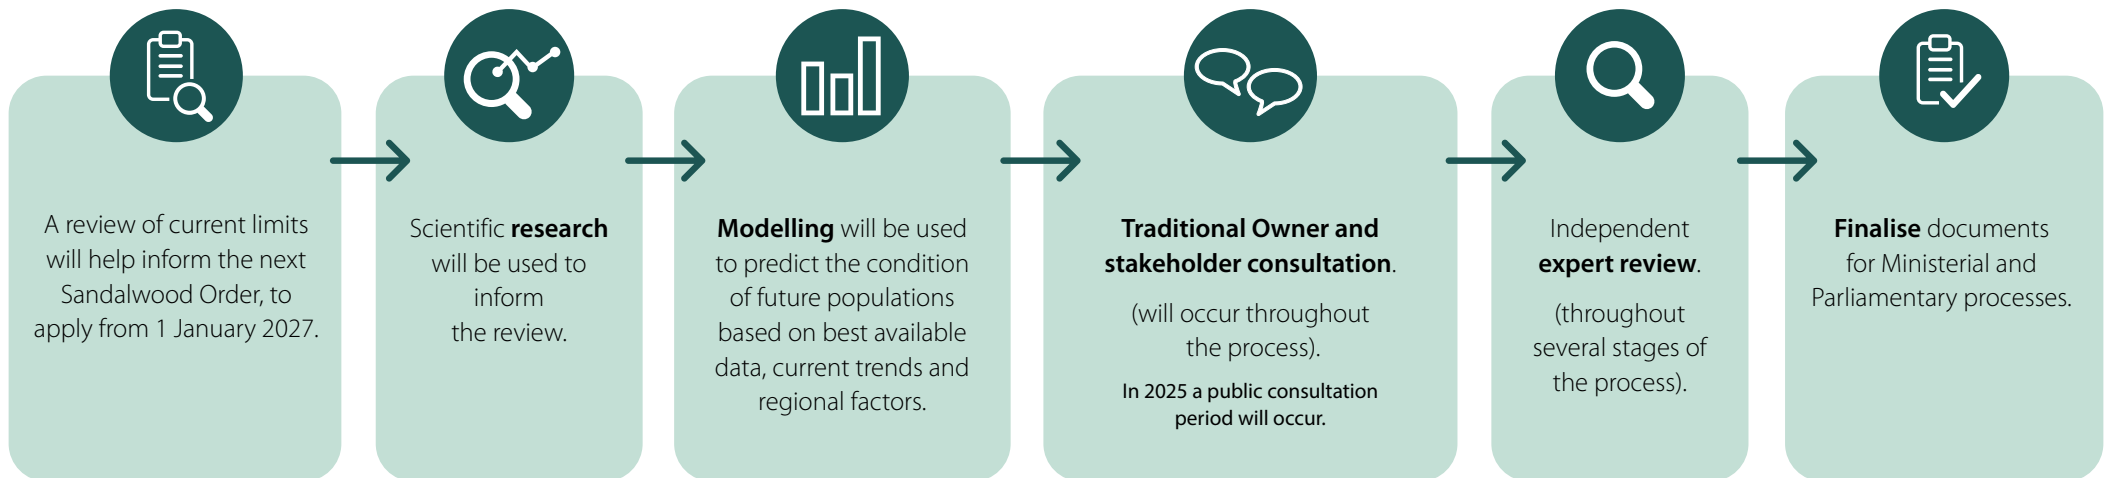 A review of current limits
will help inform the next
Sandalwood Order, to
apply from 1 January 2027.
Scientific research
will be used to
inform
the review.
Modelling will be used
to predict the condition
of future populations
based on best available
data, current trends and
regional factors.
Traditional Owner and
stakeholder consultation.
(will occur throughout
the process).
In 2025 a public consultation
period will occur.
Independent
expert review.
(throughout
several stages of
the process).
Finalise documents
for Ministerial and
Parliamentary processes.